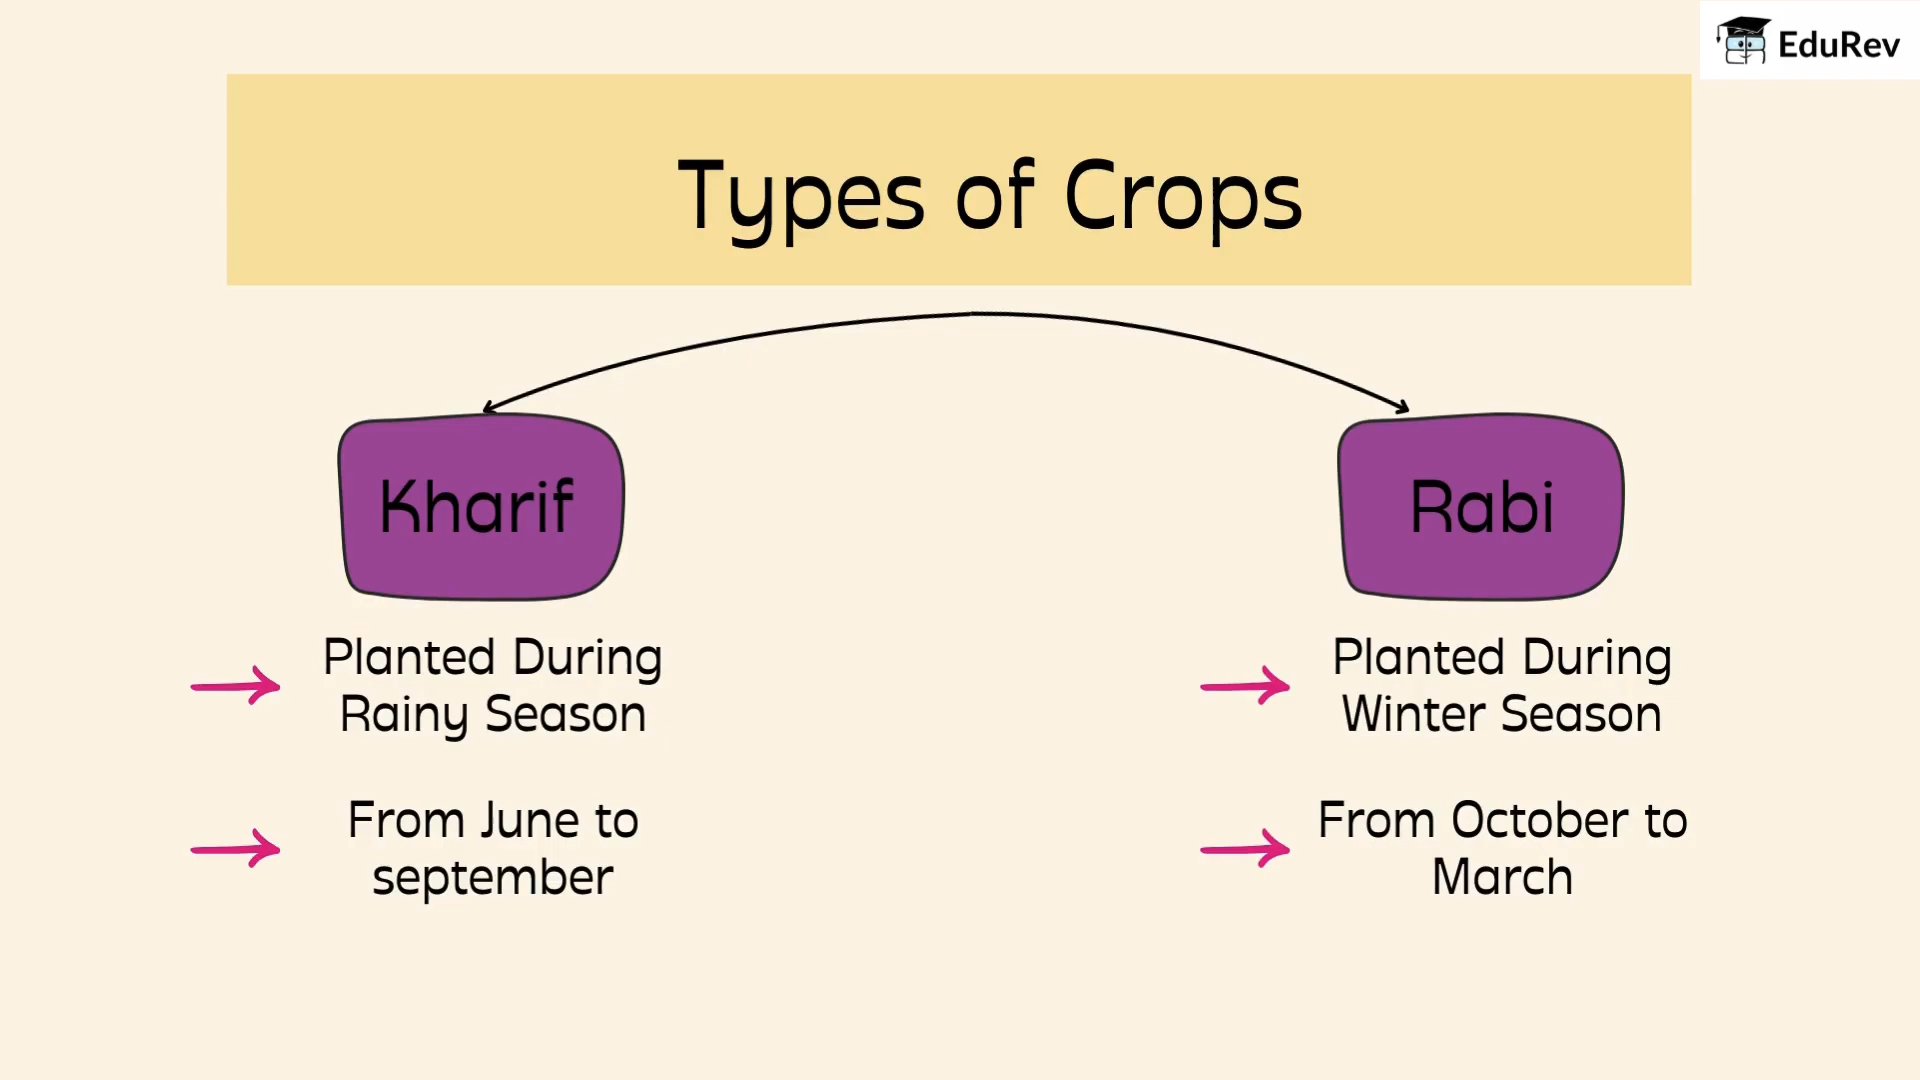 EduRev
Types of Crops
Kharif
Planted During
Rainy Season
From June to
september
Rabi
Planted During
Winter Season
From October to
March